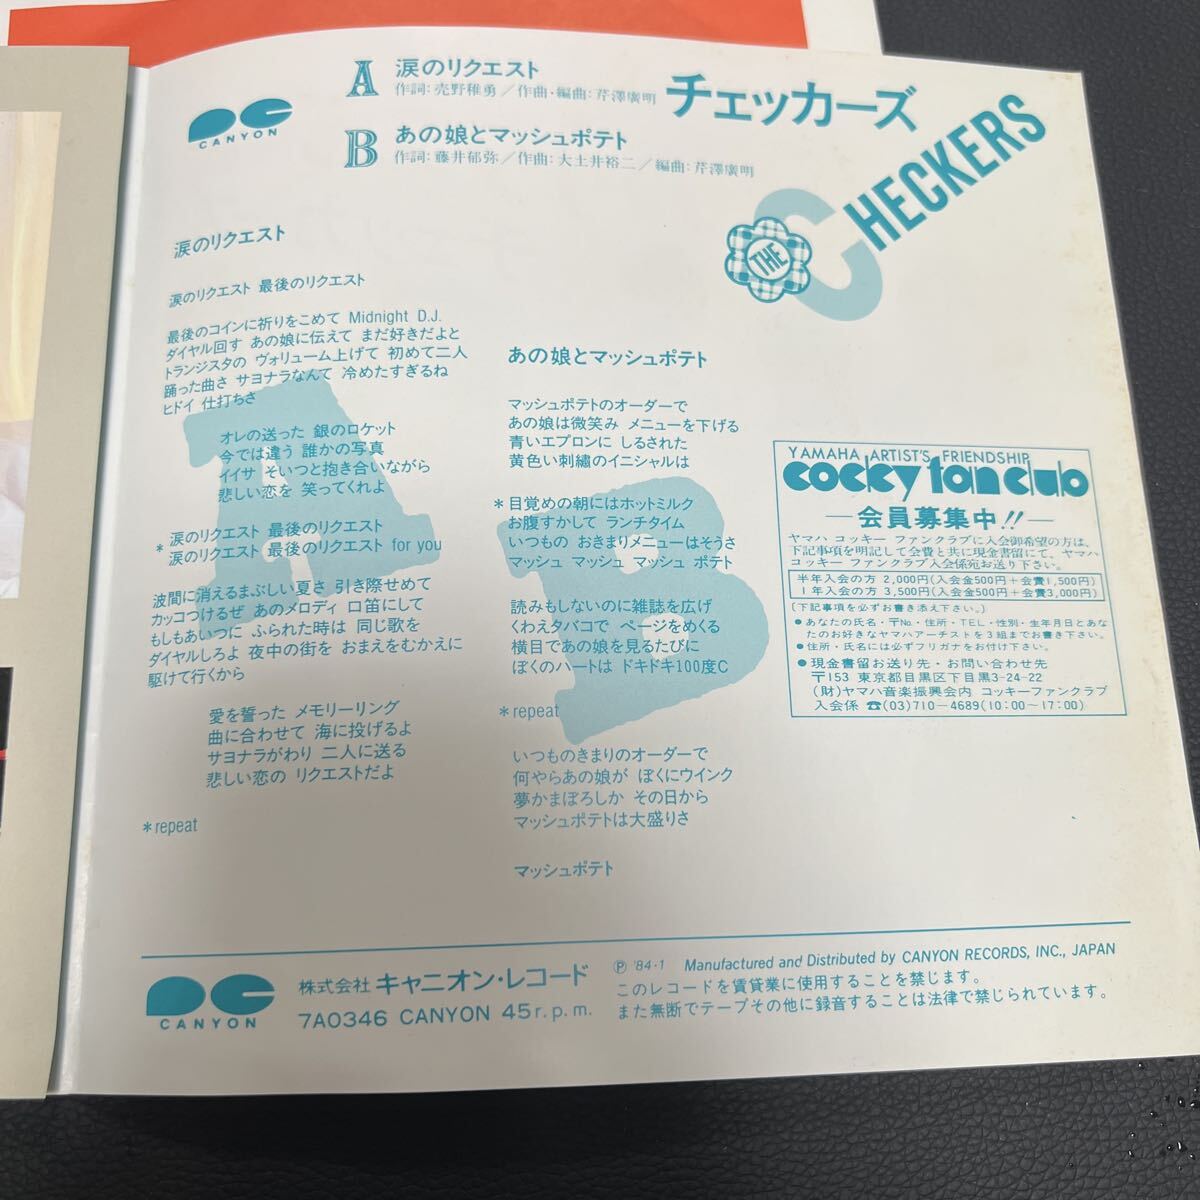 CANYON
A 涙のリクエスト
作詞:売野稚勇／作曲・編曲:芹澤廣明
B あの娘とマッシュポテト
作詞:藤井郁弥／作曲:大土井裕二／編曲:芹澤廣明
チェッカーズ
THE CHECKERS
涙のリクエスト
涙のリクエスト 最後のリクエスト
最後のコインに祈りをこめて Midnight D.J.
ダイヤル回す あの娘に伝えて まだ好きだよと
トランジスタの ヴォリューム上げて 初めて二人
踊った曲さ サヨナラなんて 冷めたすぎるね
ヒドイ 仕打ちさ
オレの送った 銀のロケット
今では違う 誰かの写真
イイサ そいつと抱き合いながら
悲しい恋を 笑ってくれよ
* 涙のリクエスト 最後のリクエスト
涙のリクエスト 最後のリクエスト for you
波間に消えるまぶしい夏さ 引き際せめて
カッコつけるぜ あのメロディ 口笛にして
もしもあいつに ふられた時は 同じ歌を
ダイヤルしろよ 夜中の街を おまえをむかえに
駆けて行くから
愛を誓った メモリーリング
曲に合わせて 海に投げるよ
サヨナラがわり 二人に送る
悲しい恋の リクエストだよ
*repeat
A
あの娘とマッシュポテト
マッシュポテトのオーダーで
あの娘は微笑み メニューを下げる
青いエプロンに しるされた
黄色い刺繡のイニシャルは
*目覚めの朝にはホットミルク
お腹すかして ランチタイム
いつもの おきまりメニューはそうさ
マッシュ マッシュ マッシュ ポテト
読みもしないのに雑誌を広げ
くわえタバコで ページをめくる
横目であの娘を見るたびに
ぼくのハートは ドキドキ100度C
*repeat
いつものきまりのオーダーで
何やらあの娘が ぼくにウインク
夢かまぼろしか その日から
マッシュポテトは大盛りさ
マッシュポテト
B
YAMAHA ARTIST'S FRIENDSHIP
cocky fan club
―会員募集中!!―
ヤマハ コッキー ファンクラブに入会御希望の方は、
下記事項を明記して会費と共に現金書留にて、ヤマハ
コッキー ファンクラブ入会係宛お送り下さい。
半年入会の方 2,000円(入会金500円＋会費1,500円)
1年入会の方 3,500円(入会金500円＋会費3,000円)
(下記事項を必ずお書き添え下さい。)
●あなたの氏名・〒No.・住所・TEL・性別・生年月日とあな
たのお好きなヤマハアーチストを3組までお書き下さい。
●住所・氏名には必ずフリガナをお付け下さい。
●現金書留お送り先・お問い合わせ先
〒153 東京都目黒区下目黒3-24-22
(財)ヤマハ音楽振興会内 コッキーファンクラブ
入会係 ☎(03)710-4689(10:00～17:00)
CANYON
株式会社 キャニオン・レコード
7A0346 CANYON 45r.p.m.
Ⓟ '84・1 Manufactured and Distributed by CANYON RECORDS, INC., JAPAN
このレコードを賃貸業に使用することを禁じます。
また無断でテープその他に録音することは法律で禁じられています。